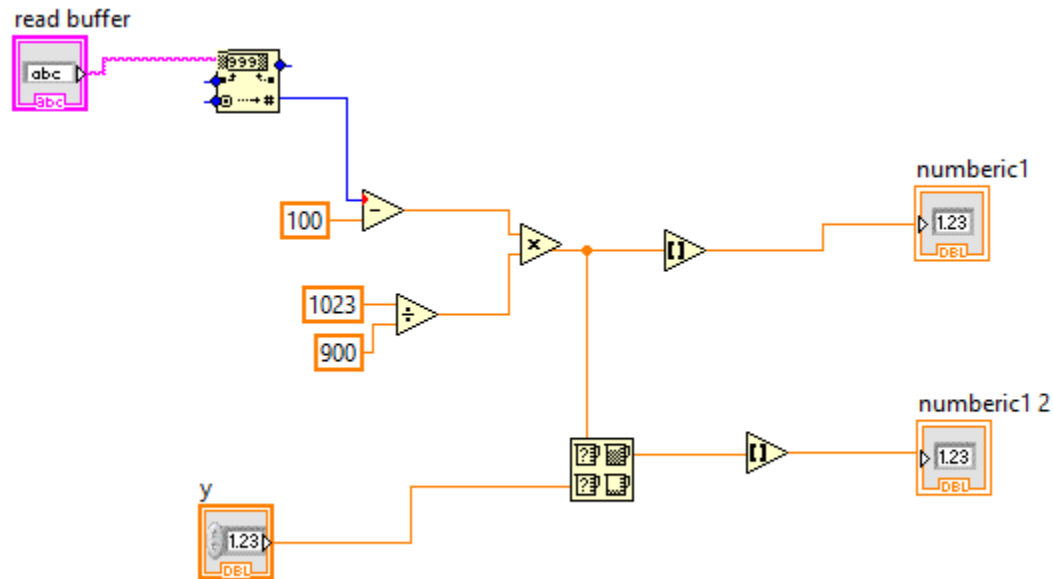 read buffer
abc
abc
999
#
100
-
x
[ ]
numberic1
1.23
DBL
1023
÷
900
numberic1 2
? ?
[ ]
1.23
DBL
y
1.23
DBL